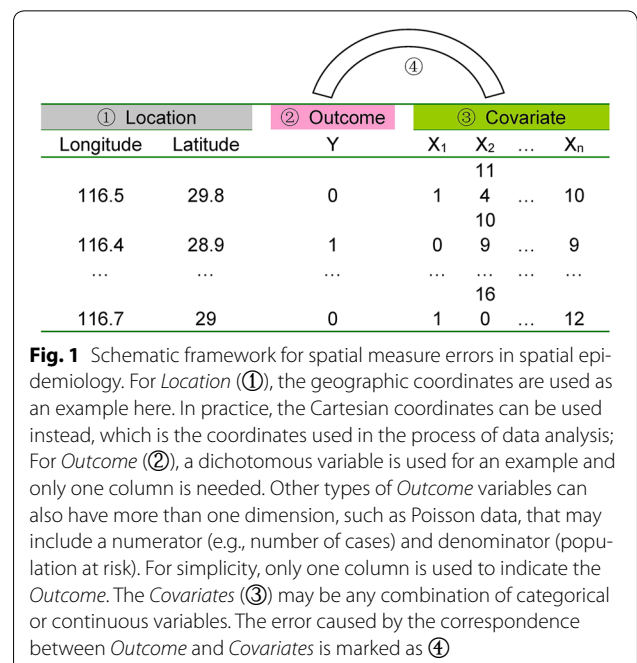 ④
① Location ② Outcome ③ Covariate
Longitude Latitude Y X₁ X₂ ... Xₙ
11
116.5 29.8 0 1 4 ... 10
10
116.4 28.9 1 0 9 ... 9
... ... ... ... ... ... ...
16
116.7 29 0 1 0 ... 12
Fig. 1 Schematic framework for spatial measure errors in spatial epi-
demiology. For Location (①), the geographic coordinates are used as
an example here. In practice, the Cartesian coordinates can be used
instead, which is the coordinates used in the process of data analysis;
For Outcome (②), a dichotomous variable is used for an example and
only one column is needed. Other types of Outcome variables can
also have more than one dimension, such as Poisson data, that may
include a numerator (e.g., number of cases) and denominator (popu-
lation at risk). For simplicity, only one column is used to indicate the
Outcome. The Covariates (③) may be any combination of categorical
or continuous variables. The error caused by the correspondence
between Outcome and Covariates is marked as ④